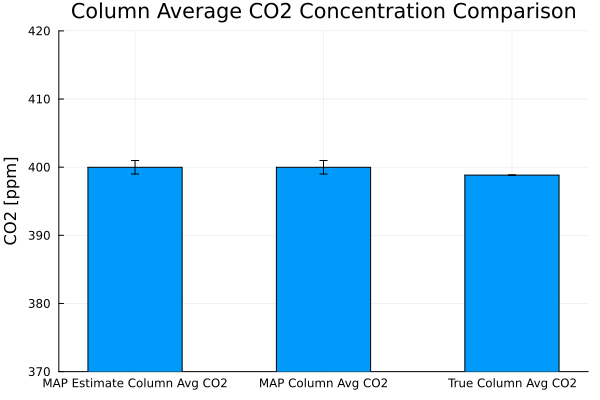 Column Average CO2 Concentration Comparison
420
410
400
390
380
370
CO2 [ppm]
MAP Estimate Column Avg CO2
MAP Column Avg CO2
True Column Avg CO2